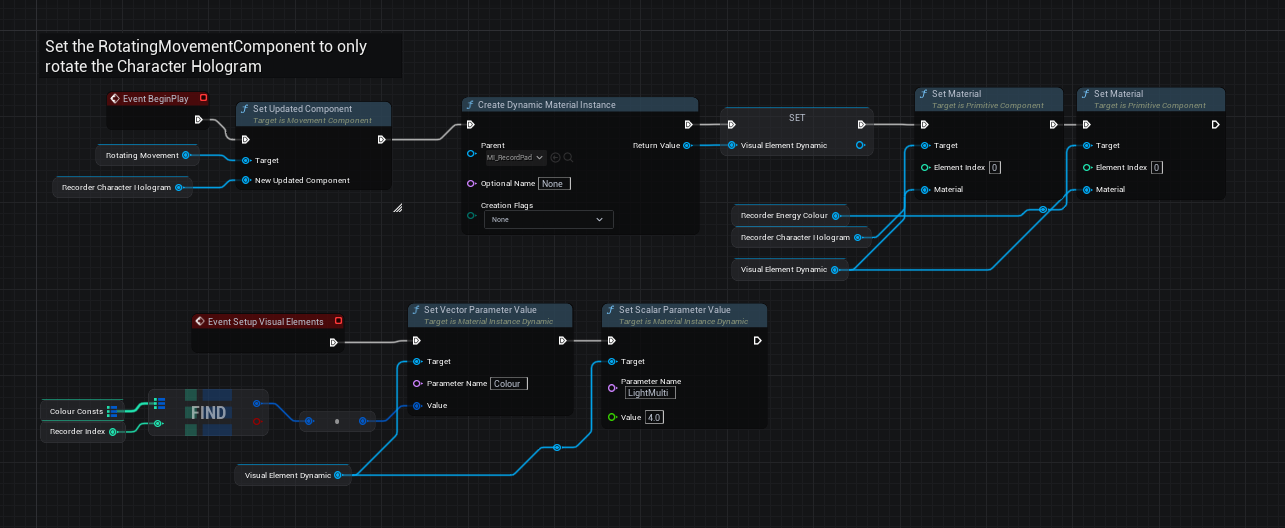 Set the RotatingMovementComponent to only
rotate the Character Hologram
Event BeginPlay
Set Updated Component
Target is Movement Component
Rotating Movement
Target
Recorder Character Hologram
New Updated Component
Create Dynamic Material Instance
Parent
MI_RecordPad
Return Value
Optional Name None
Creation Flags
None
SET
Visual Element Dynamic
Set Material
Target is Primitive Component
Target
Element Index 0
Material
Set Material
Target is Primitive Component
Target
Element Index 0
Material
Recorder Energy Colour
Recorder Character Hologram
Visual Element Dynamic
Event Setup Visual Elements
Set Vector Parameter Value
Target is Material Instance Dynamic
Target
Parameter Name Colour
Value
Set Scalar Parameter Value
Target is Material Instance Dynamic
Target
Parameter Name
LightMulti
Value 4.0
Colour Consts
Recorder Index
FIND
Visual Element Dynamic